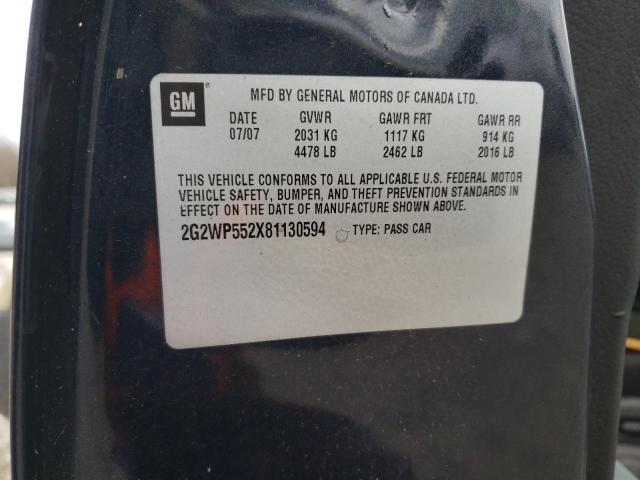 GM
MFD BY GENERAL MOTORS OF CANADA LTD.
DATE GVWR GAWR FRT GAWR RR
07/07 2031 KG 1117 KG 914 KG
4478 LB 2462 LB 2016 LB
THIS VEHICLE CONFORMS TO ALL APPLICABLE U.S. FEDERAL MOTOR
VEHICLE SAFETY, BUMPER, AND THEFT PREVENTION STANDARDS IN
EFFECT ON THE DATE OF MANUFACTURE SHOWN ABOVE.
2G2WP552X81130594 TYPE: PASS CAR